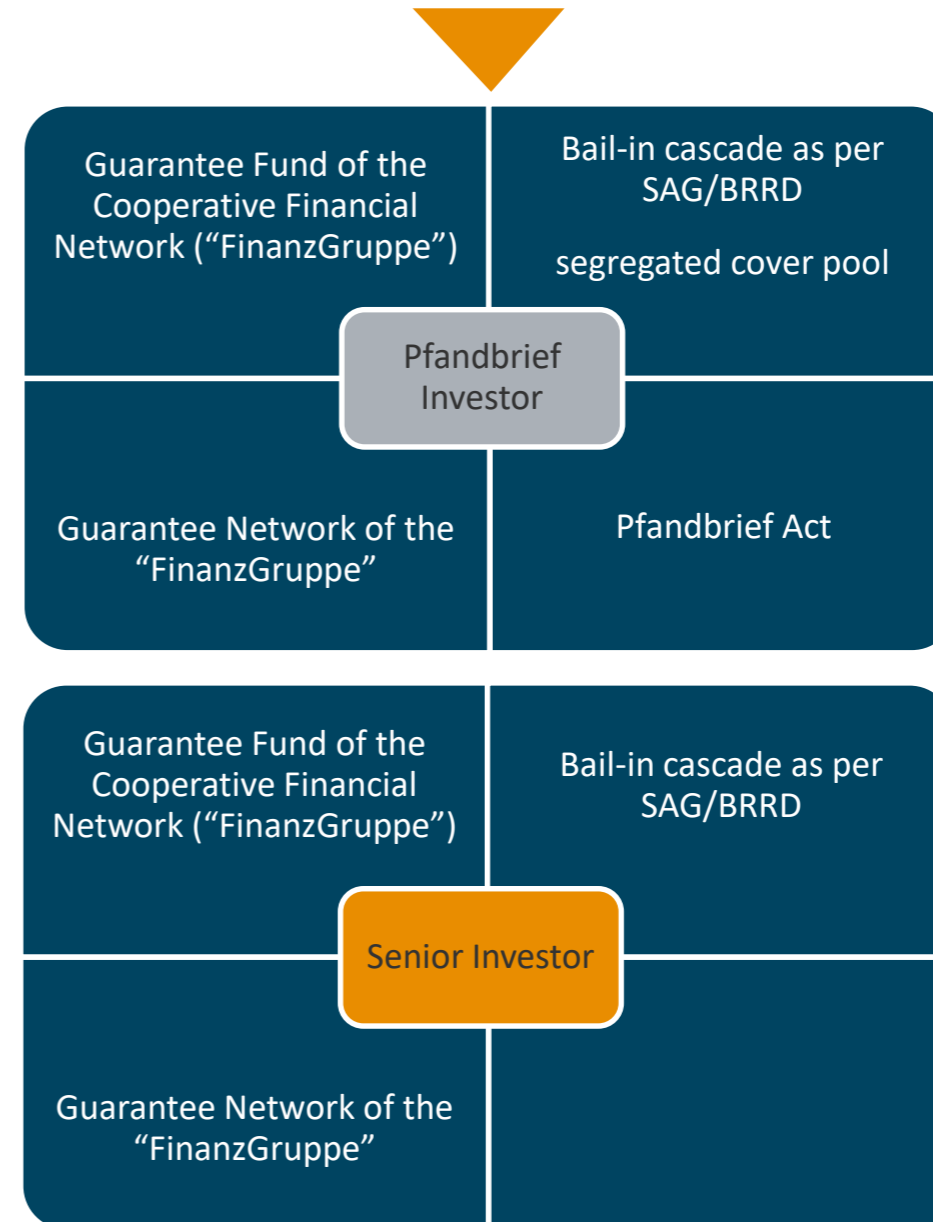 Guarantee Fund of the
Cooperative Financial
Network (“FinanzGruppe”)
Bail-in cascade as per
SAG/BRRD
segregated cover pool
Pfandbrief
Investor
Guarantee Network of the
“FinanzGruppe”
Pfandbrief Act
Guarantee Fund of the
Cooperative Financial
Network (“FinanzGruppe”)
Bail-in cascade as per
SAG/BRRD
Senior Investor
Guarantee Network of the
“FinanzGruppe”